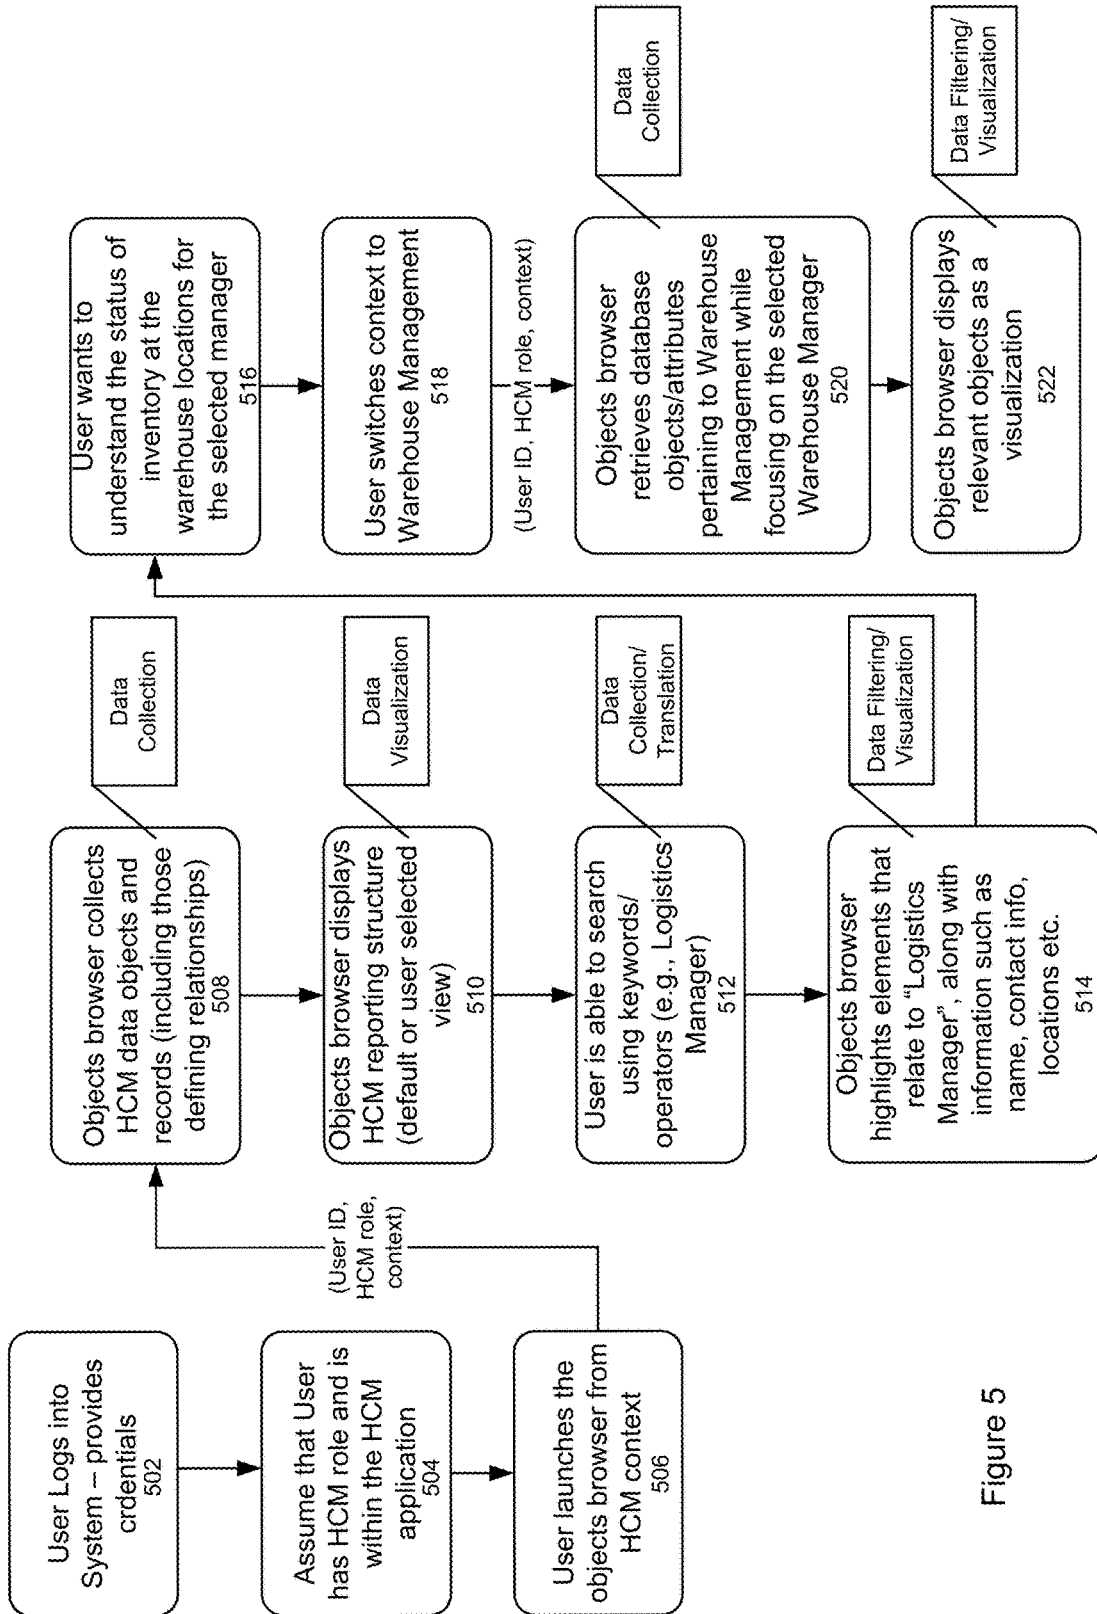 User Logs into
System – provides
crdentials
502
Assume that User
has HCM role and is
within the HCM
application
504
User launches the
objects browser from
HCM context
506
(User ID,
HCM role,
context)
Objects browser collects
HCM data objects and
records (including those
defining relationships)
508
Data
Collection
Objects browser displays
HCM reporting structure
(default or user selected
view)
510
Data
Visualization
User is able to search
using keywords/
operators (e.g., Logistics
Manager)
512
Data
Collection/
Translation
Objects browser
highlights elements that
relate to “Logistics
Manager”, along with
information such as
name, contact info,
locations etc.
514
Data Filtering/
Visualization
User wants to
understand the status of
inventory at the
warehouse locations for
the selected manager
516
User switches context to
Warehouse Management
518
(User ID, HCM role, context)
Objects browser
retrieves database
objects/attributes
pertaining to Warehouse
Management while
focusing on the selected
Warehouse Manager
520
Data
Collection
Objects browser displays
relevant objects as a
visualization
522
Data Filtering/
Visualization
Figure 5